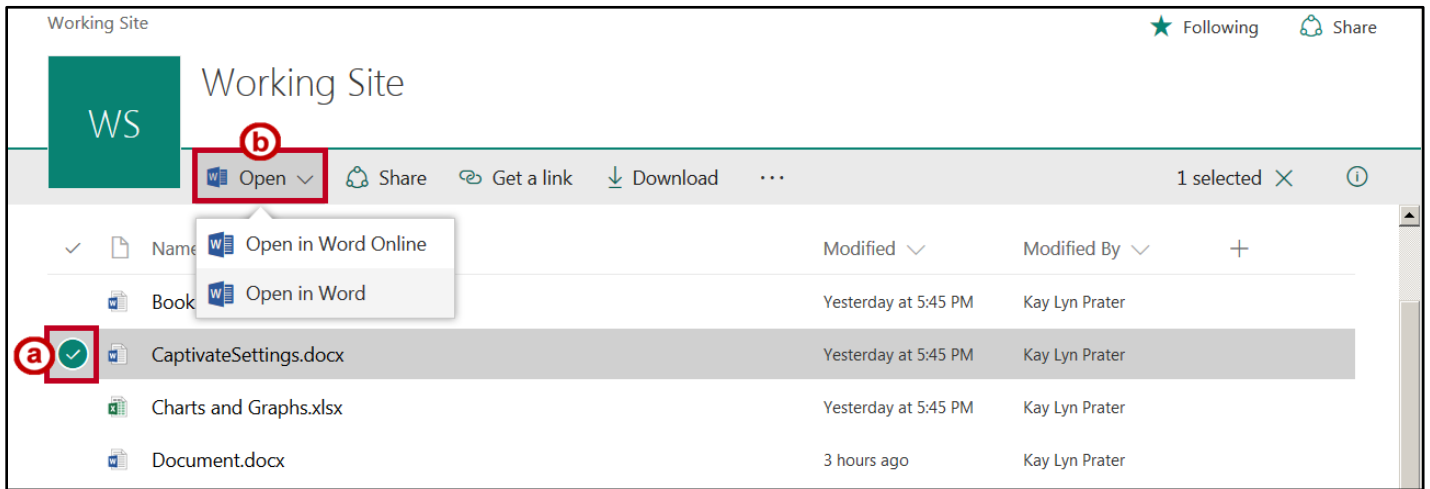 Working Site
Following Share
Working Site
WS
b
Open Share Get a link Download ... 1 selected
Open in Word Online
Name Modified Modified By
Open in Word
Book Yesterday at 5:45 PM Kay Lyn Prater
a CaptivateSettings.docx Yesterday at 5:45 PM Kay Lyn Prater
Charts and Graphs.xlsx Yesterday at 5:45 PM Kay Lyn Prater
Document.docx 3 hours ago Kay Lyn Prater